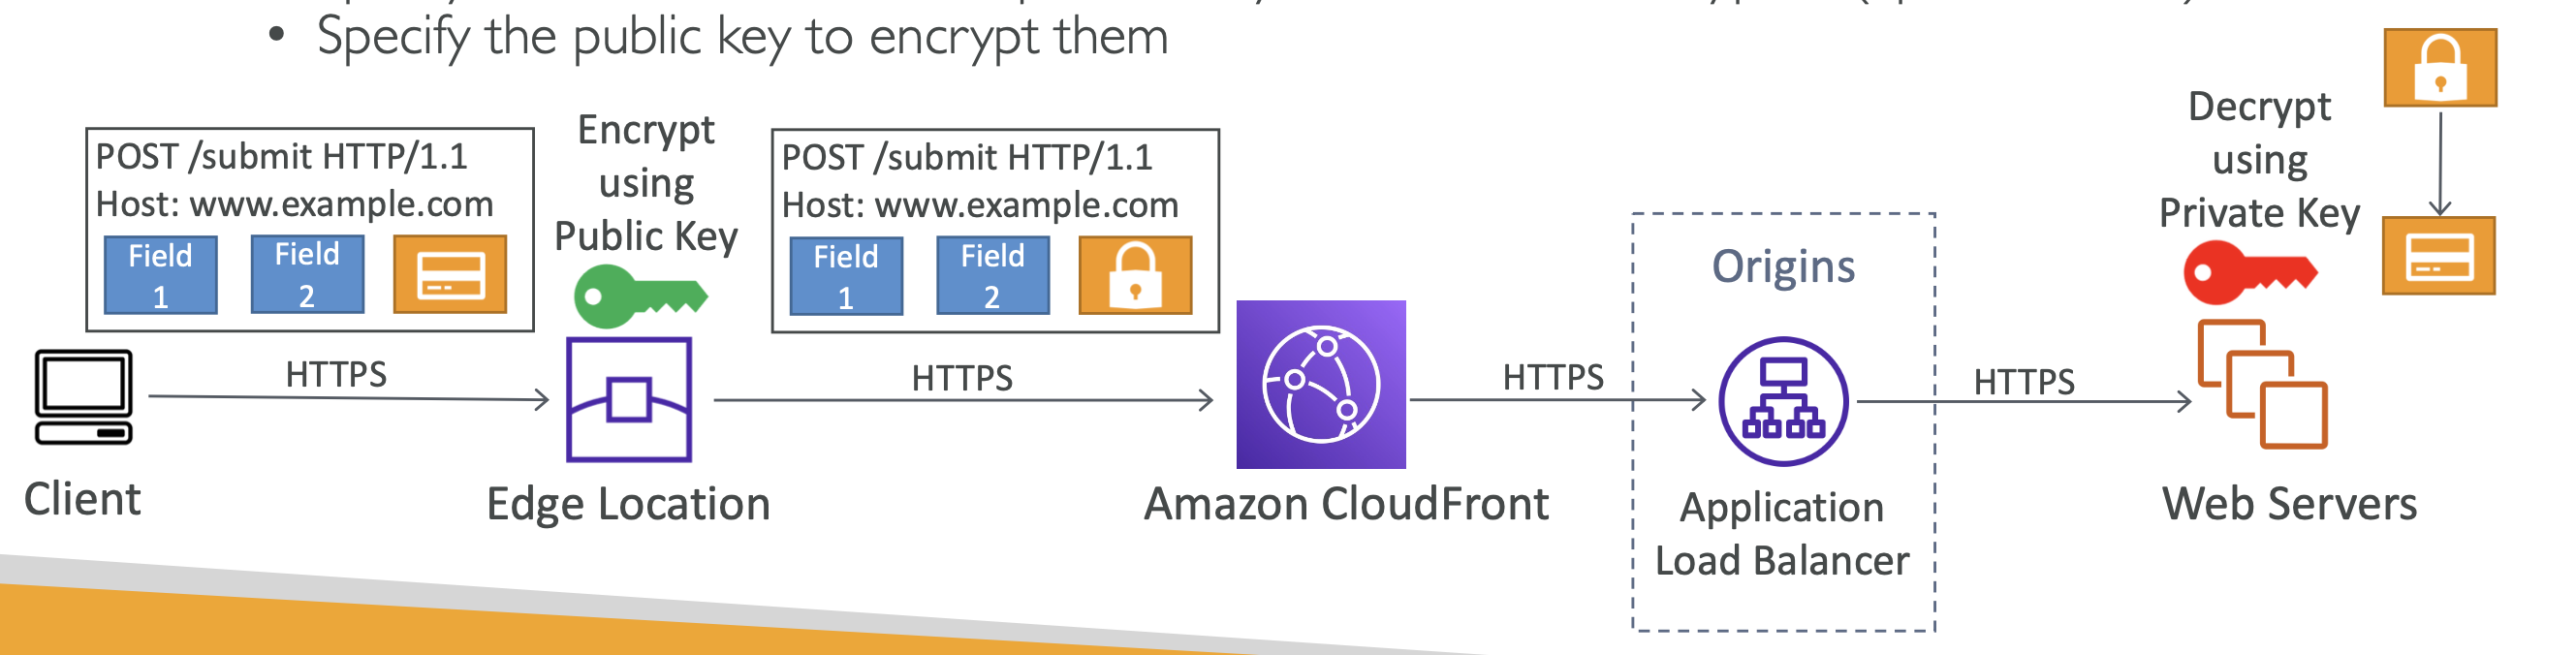 • Specify the public key to encrypt them
POST /submit HTTP/1.1
Host: www.example.com
Field
1
Field
2
Encrypt
using
Public Key
POST /submit HTTP/1.1
Host: www.example.com
Field
1
Field
2
Origins
Decrypt
using
Private Key
HTTPS
HTTPS
HTTPS
HTTPS
Client
Edge Location
Amazon CloudFront
Application
Load Balancer
Web Servers